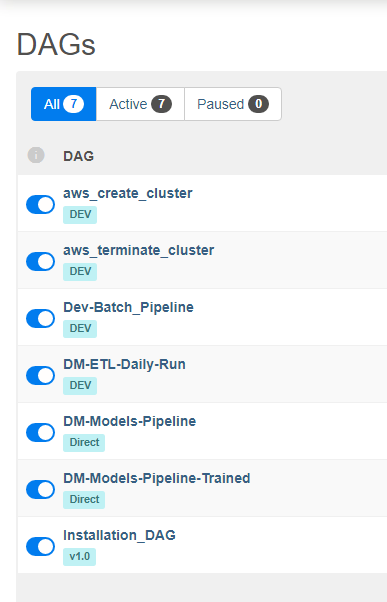 DAGs
All 7 Active 7 Paused 0
DAG
aws_create_cluster
DEV
aws_terminate_cluster
DEV
Dev-Batch_Pipeline
DEV
DM-ETL-Daily-Run
DEV
DM-Models-Pipeline
Direct
DM-Models-Pipeline-Trained
Direct
Installation_DAG
v1.0